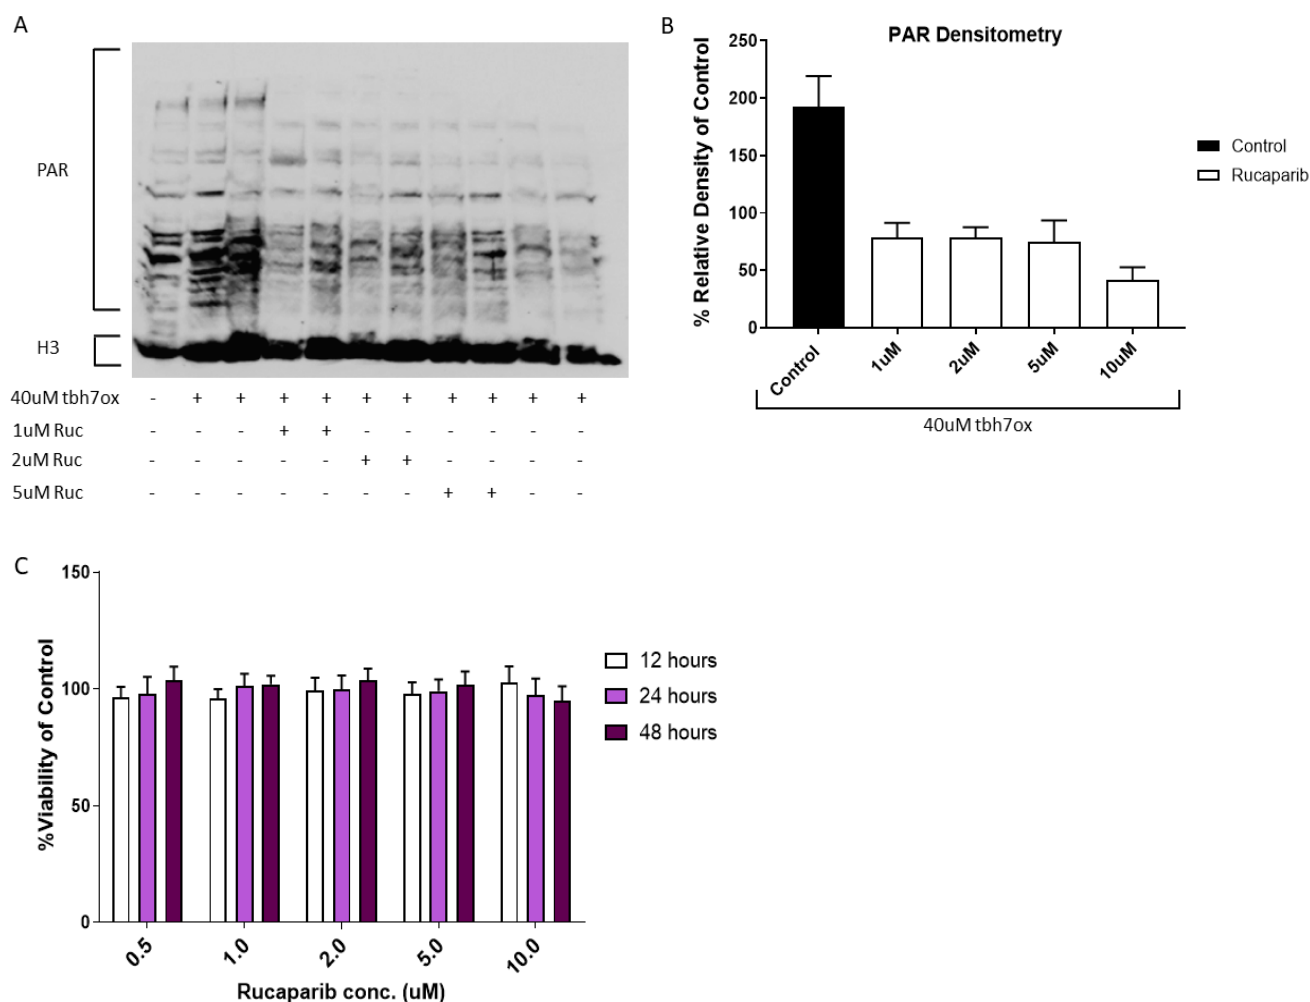 A
PAR
H3
40uM tbh7ox - + + + + + + + + + +
1uM Ruc - - - + + - - - - - -
2uM Ruc - - - - - + + - - - -
5uM Ruc - - - - - - - + + - -
B
PAR Densitometry
% Relative Density of Control
250
200
150
100
50
0
Control
1uM
2uM
5uM
10uM
40uM tbh7ox
Control
Rucaparib
C
%Viability of Control
150
100
50
0
0.5
1.0
2.0
5.0
10.0
Rucaparib conc. (uM)
12 hours
24 hours
48 hours